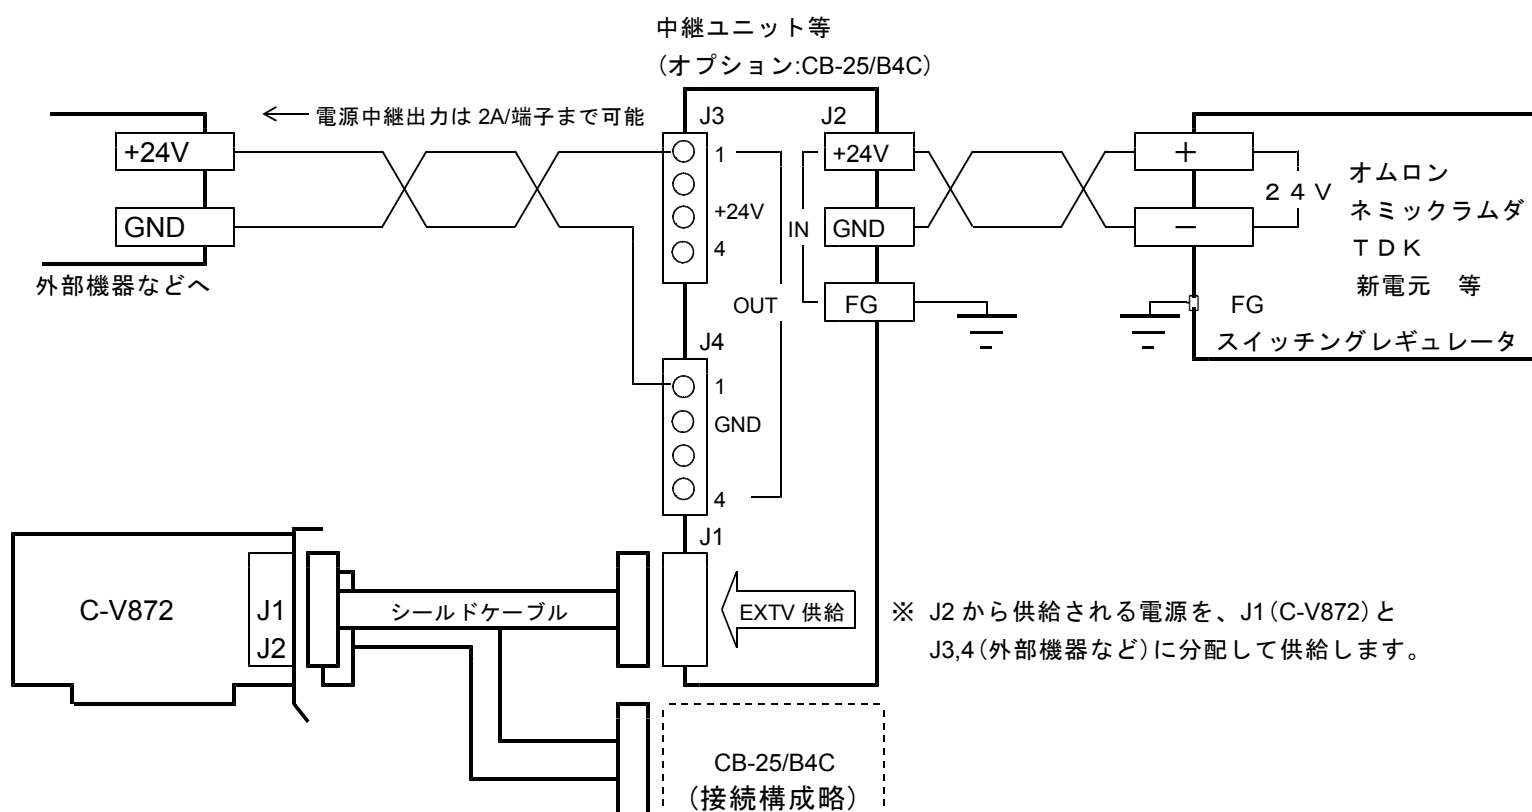 中継ユニット等
(オプション:CB-25/B4C)
← 電源中継出力は 2A/端子まで可能
J3
J2
+24V
1
+24V
+
オムロン
２４Ｖ
ネミックラムダ
+24V
GND
IN
GND
－
4
ＴＤＫ
外部機器などへ
新電元　等
OUT
FG
FG
J4
スイッチングレギュレータ
1
GND
4
J1
C-V872
J1
シールドケーブル
EXTV 供給
※ J2 から供給される電源を、J1(C-V872)と
J2
J3,4(外部機器など)に分配して供給します。
CB-25/B4C
(接続構成略)